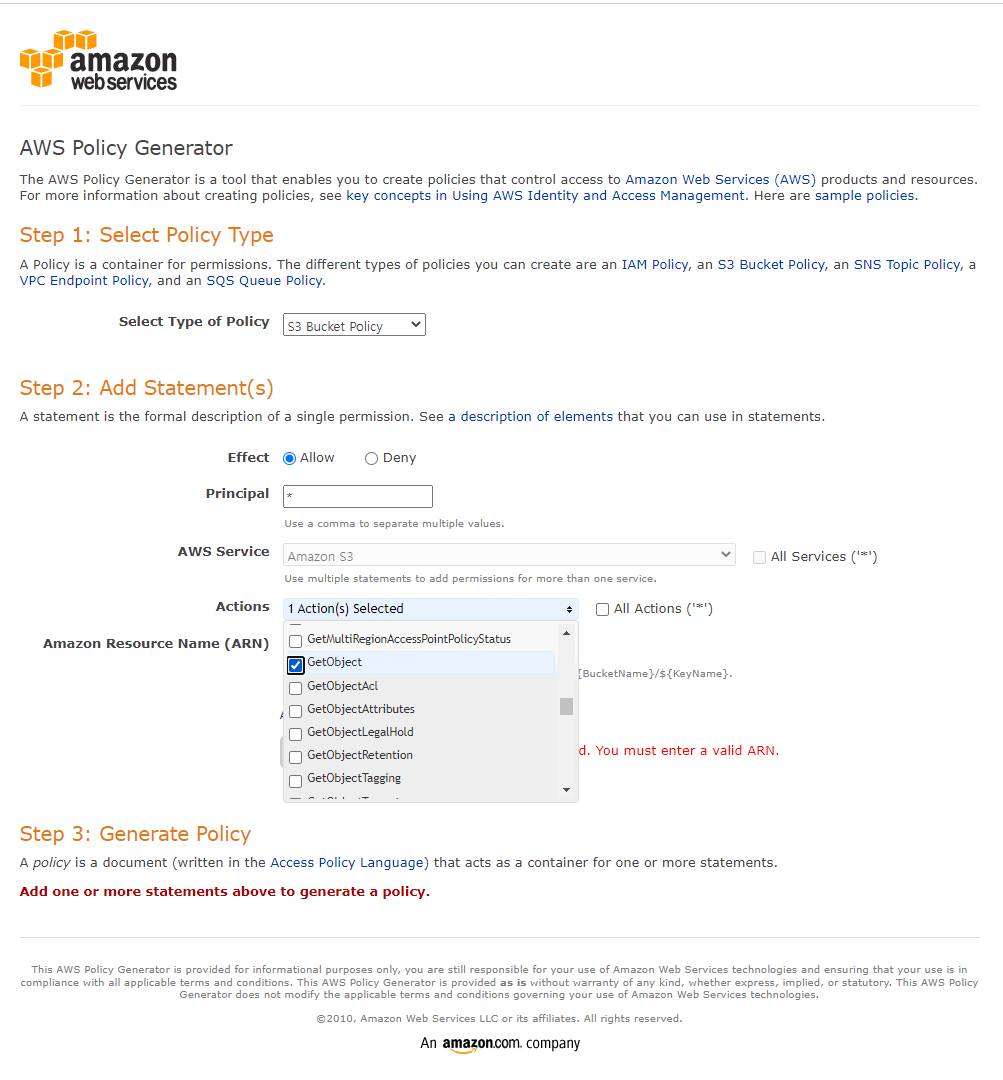 amazon
webservices
AWS Policy Generator
The AWS Policy Generator is a tool that enables you to create policies that control access to Amazon Web Services (AWS) products and resources.
For more information about creating policies, see key concepts in Using AWS Identity and Access Management. Here are sample policies.
Step 1: Select Policy Type
A Policy is a container for permissions. The different types of policies you can create are an IAM Policy, an S3 Bucket Policy, an SNS Topic Policy, a
VPC Endpoint Policy, and an SQS Queue Policy.
Select Type of Policy S3 Bucket Policy
Step 2: Add Statement(s)
A statement is the formal description of a single permission. See a description of elements that you can use in statements.
Effect Allow Deny
Principal *
Use a comma to separate multiple values.
AWS Service Amazon S3 All Services ('*')
Use multiple statements to add permissions for more than one service.
Actions 1 Action(s) Selected All Actions ('*')
GetMultiRegionAccessPointPolicyStatus
Amazon Resource Name (ARN)
GetObject
{BucketName}/${KeyName}.
GetObjectAcl
GetObjectAttributes
GetObjectLegalHold
d. You must enter a valid ARN.
GetObjectRetention
GetObjectTagging
Step 3: Generate Policy
A policy is a document (written in the Access Policy Language) that acts as a container for one or more statements.
Add one or more statements above to generate a policy.
This AWS Policy Generator is provided for informational purposes only, you are still responsible for your use of Amazon Web Services technologies and ensuring that your use is in
compliance with all applicable terms and conditions. This AWS Policy Generator is provided as is without warranty of any kind, whether express, implied, or statutory. This AWS Policy
Generator does not modify the applicable terms and conditions governing your use of Amazon Web Services technologies.
©2010, Amazon Web Services LLC or its affiliates. All rights reserved.
An amazon.com. company